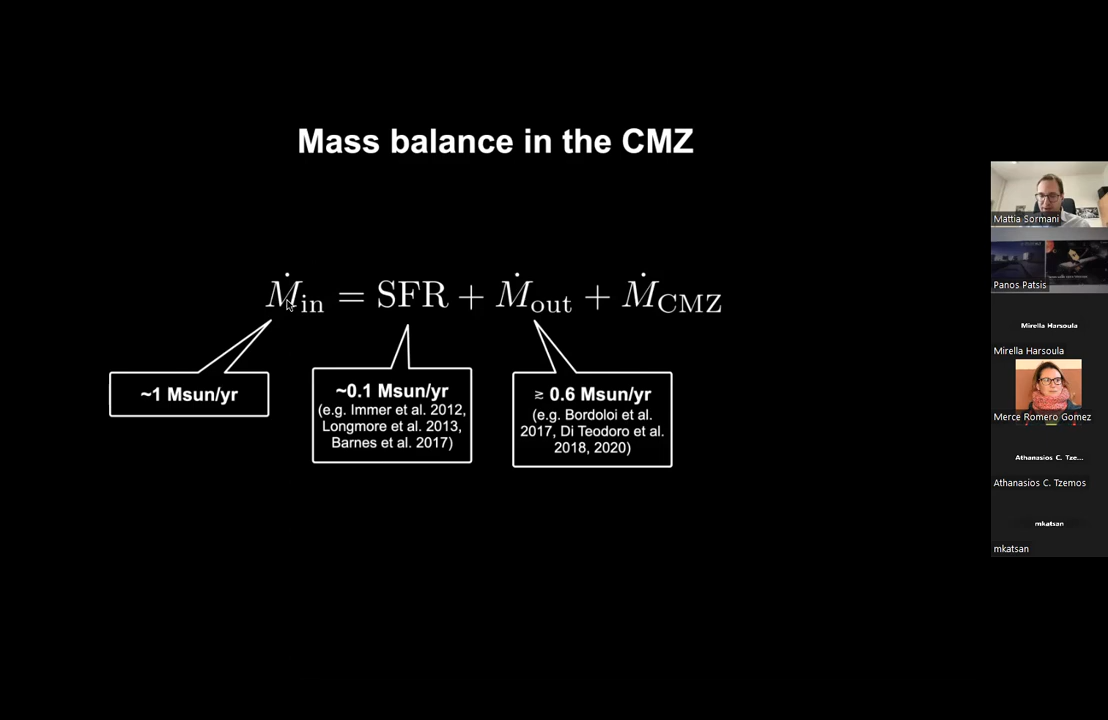 Mass balance in the CMZ
Ṁin = SFR + Ṁout + ṀCMZ
~1 Msun/yr
~0.1 Msun/yr
(e.g. Immer et al. 2012,
Longmore et al. 2013,
Barnes et al. 2017)
≳ 0.6 Msun/yr
(e.g. Bordoloi et al.
2017, Di Teodoro et al.
2018, 2020)
Mattia Sormani
Panos Patsis
Mirella Harsoula
Mirella Harsoula
Merce Romero Gomez
Athanasios C. Tze...
Athanasios C. Tzemos
mkatsan
mkatsan